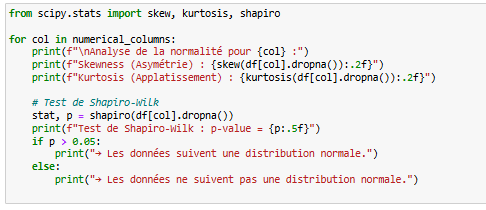 from scipy.stats import skew, kurtosis, shapiro

for col in numerical_columns:
    print(f"\nAnalyse de la normalité pour {col} :")
    print(f"Skewness (Asymétrie) : {skew(df[col].dropna()):.2f}")
    print(f"Kurtosis (Applatissement) : {kurtosis(df[col].dropna()):.2f}")

    # Test de Shapiro-Wilk
    stat, p = shapiro(df[col].dropna())
    print(f"Test de Shapiro-Wilk : p-value = {p:.5f}")
    if p > 0.05:
        print("→ Les données suivent une distribution normale.")
    else:
        print("→ Les données ne suivent pas une distribution normale.")